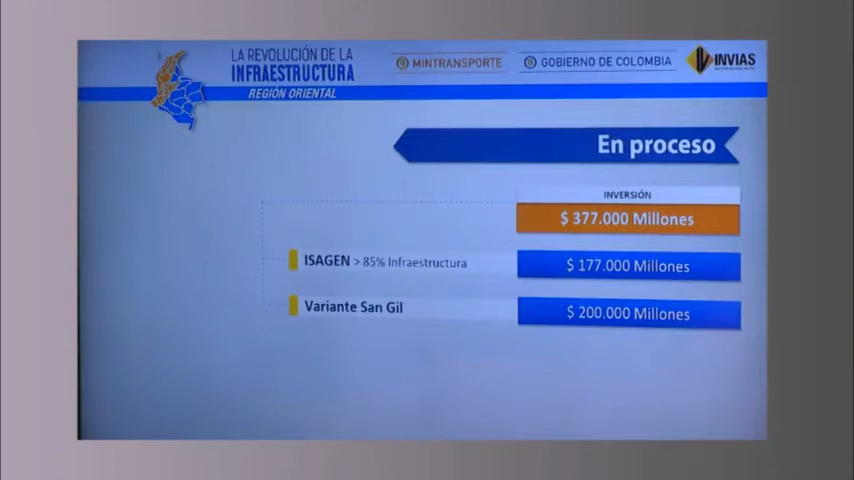 LA REVOLUCIÓN DE LA
INFRAESTRUCTURA
REGIÓN ORIENTAL
MINTRANSPORTE
GOBIERNO DE COLOMBIA
INVIAS
En proceso
INVERSIÓN
$ 377.000 Millones
ISAGEN > 85% Infraestructura
$ 177.000 Millones
Variante San Gil
$ 200.000 Millones